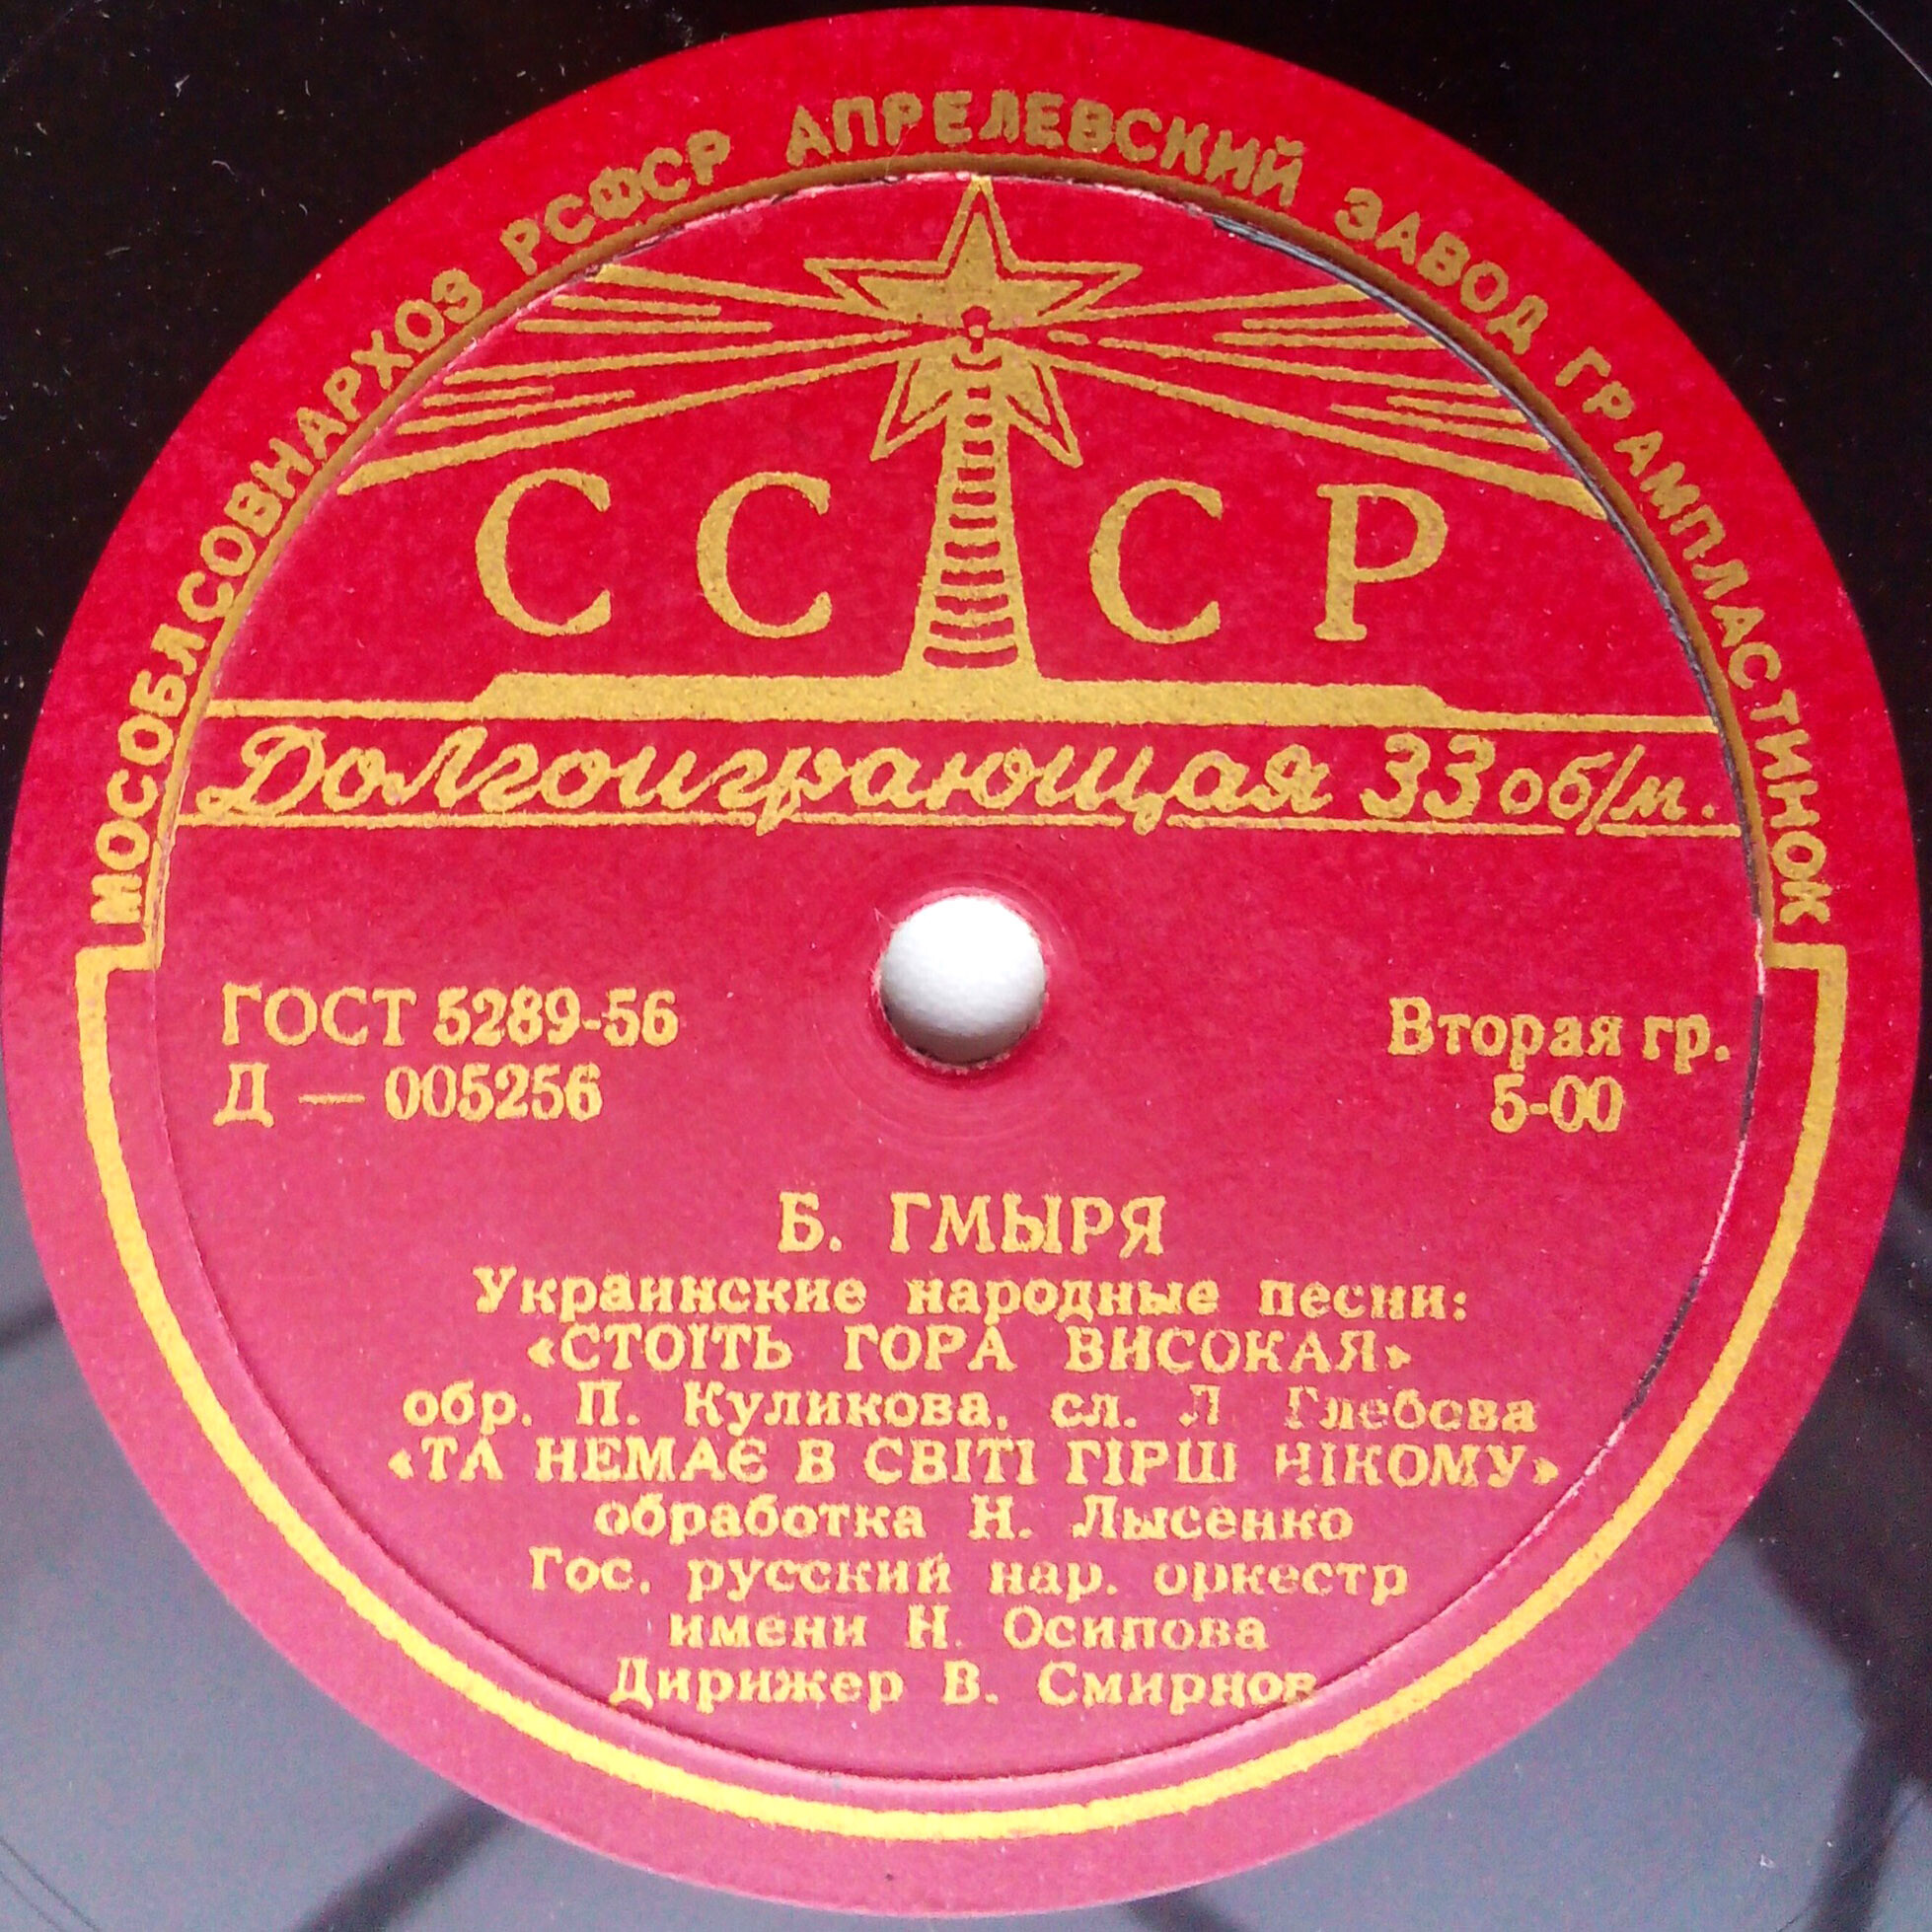 МОСОБЛСОВНАРХОЗ РСФСР АПРЕЛЕВСКИЙ ЗАВОД ГРАМПЛАСТИНОК
СССР
Долгоиграющая 33 об/м.
ГОСТ 5289-56
Д — 005256
Вторая гр.
5-00
Б. ГМЫРЯ
Украинские народные песни:
«СТОЇТЬ ГОРА ВИСОКАЯ»
обр. П. Куликова, сл. Л Глебова
«ТА НЕМАЄ В СВІТІ ГІРШ НІКОМУ»
обработка Н. Лысенко
Гос. русский нар. оркестр
имени Н. Осипова
Дирижер В. Смирнов